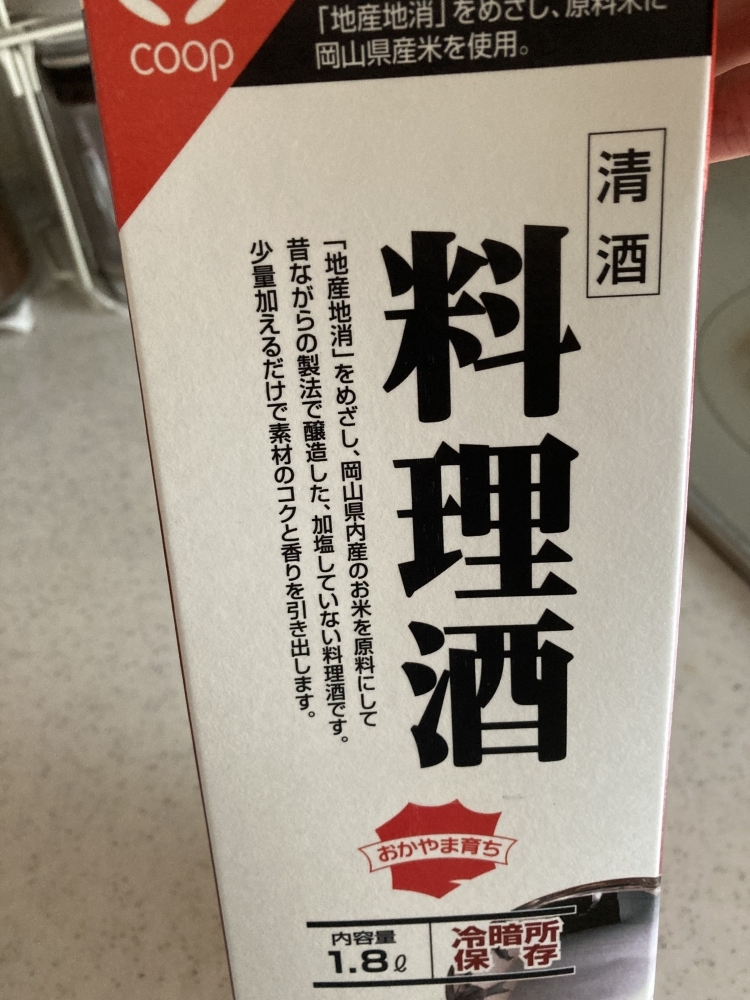 coop
「地産地消」をめざし、原料米に
岡山県産米を使用。
清酒
料理酒
「地産地消」をめざし、岡山県内産のお米を原料にして
昔ながらの製法で醸造した、加塩していない料理酒です。
少量加えるだけで素材のコクと香りを引き出します。
おかやま育ち
内容量
1.8ℓ
冷暗所
保存